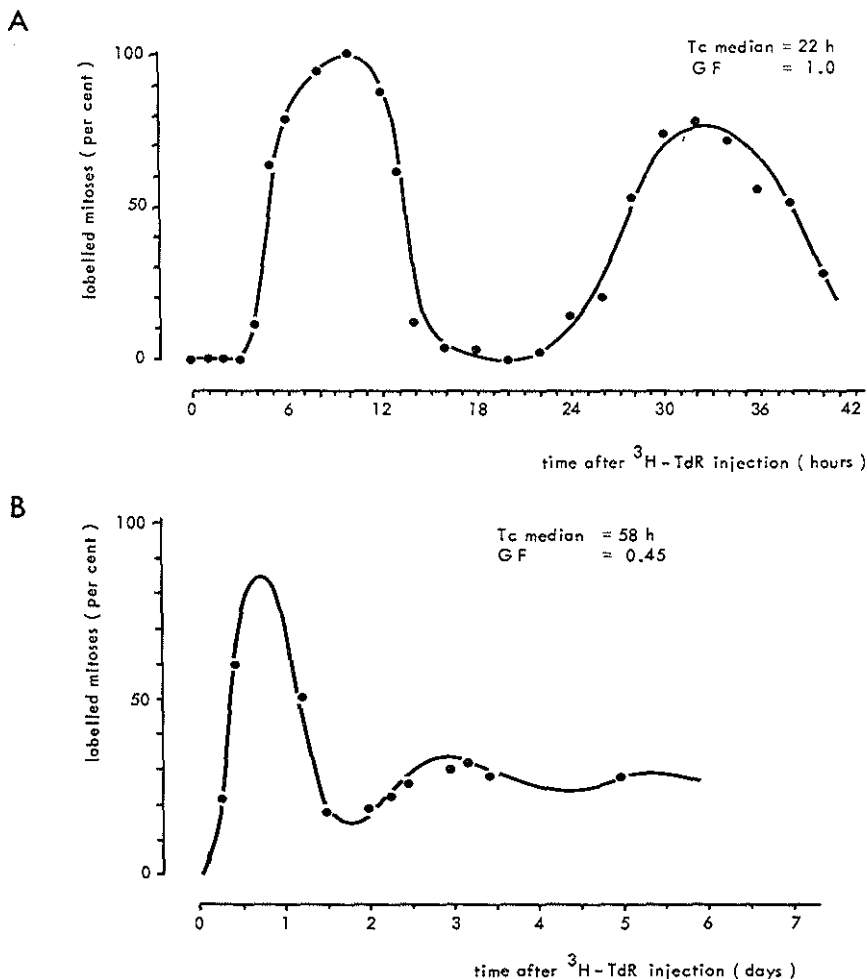 A
Tc median = 22 h
GF = 1.0
labelled mitoses ( per cent )
100
50
0
0 6 12 18 24 30 36 42
time after ³H-TdR injection ( hours )
B
Tc median = 58 h
GF = 0.45
labelled mitoses ( per cent )
100
50
0
0 1 2 3 4 5 6 7
time after ³H-TdR injection ( days )